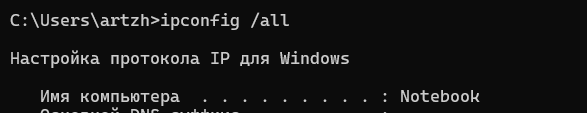 C:\Users\artzh>ipconfig /all
Настройка протокола IP для Windows
Имя компьютера  . . . . . . . . . : Notebook